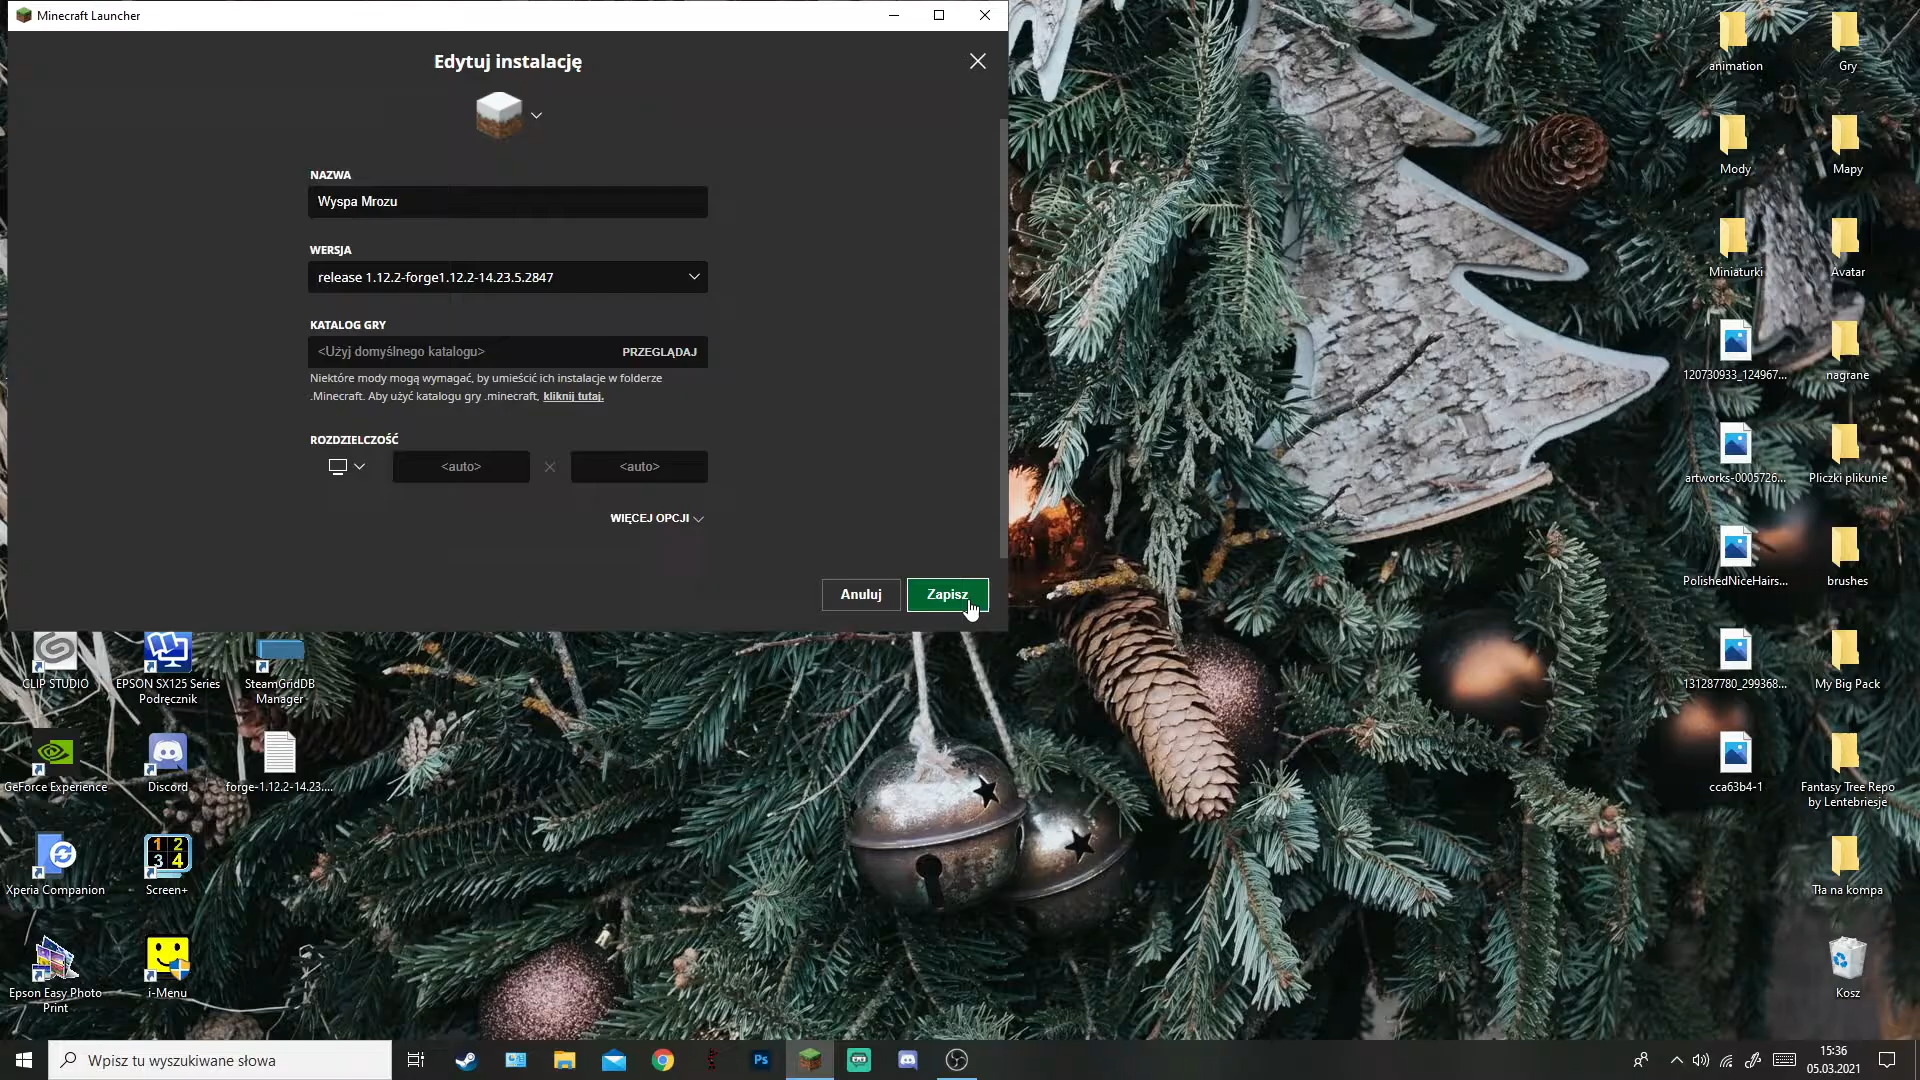 Minecraft Launcher
Edytuj instalację
NAZWA
Wyspa Mrozu
WERSJA
release 1.12.2-forge1.12.2-14.23.5.2847
KATALOG GRY
<Użyj domyślnego katalogu>
PRZEGLĄDAJ
Niektóre mody mogą wymagać, by umieścić ich instalacje w folderze
.Minecraft. Aby użyć katalogu gry .minecraft, kliknij tutaj.
ROZDZIELCZOŚĆ
<auto>
<auto>
WIĘCEJ OPCJI
Anuluj
Zapisz
CLIP STUDIO
EPSON SX125 Series
Podręcznik
SteamGridDB
Manager
GeForce Experience
Discord
forge-1.12.2-14.23....
Xperia Companion
1 2
3 4
Screen+
Epson Easy Photo
Print
i-Menu
animation
Gry
Mody
Mapy
Miniaturki
Avatar
120730933_124967...
nagrane
artworks-0005726...
Pliczki plikunie
PolishedNiceHairs...
brushes
131287780_299368...
My Big Pack
cca63b4-1
Fantasy Tree Repo
by Lentebriesje
Tła na kompa
Kosz
Wpisz tu wyszukiwane słowa
Ps
15:36
05.03.2021